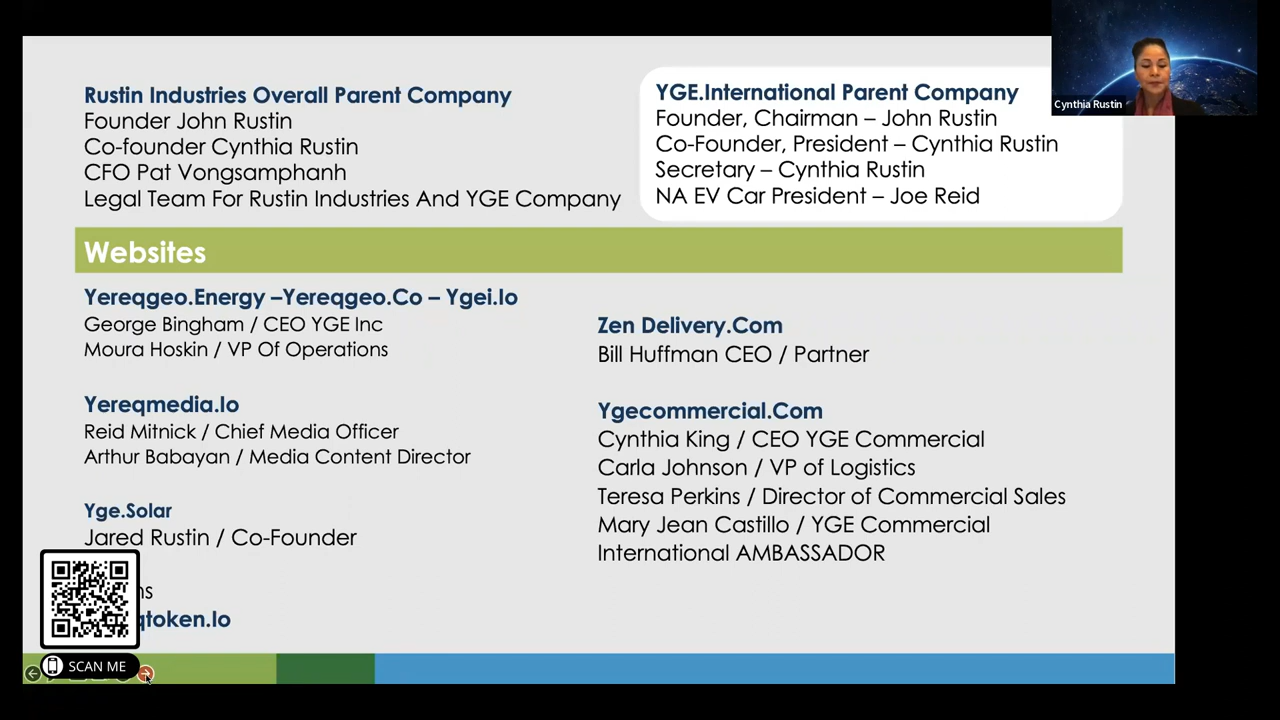 Rustin Industries Overall Parent Company
Founder John Rustin
Co-founder Cynthia Rustin
CFO Pat Vongsamphanh
Legal Team For Rustin Industries And YGE Company
YGE.International Parent Company
Founder, Chairman – John Rustin
Co-Founder, President – Cynthia Rustin
Secretary – Cynthia Rustin
NA EV Car President – Joe Reid
Cynthia Rustin
Websites
Yereqgeo.Energy –Yereqgeo.Co – Ygei.Io
George Bingham / CEO YGE Inc
Moura Hoskin / VP Of Operations
Yereqmedia.Io
Reid Mitnick / Chief Media Officer
Arthur Babayan / Media Content Director
Yge.Solar
Jared Rustin / Co-Founder
ns
qtoken.Io
SCAN ME
Zen Delivery.Com
Bill Huffman CEO / Partner
Ygecommercial.Com
Cynthia King / CEO YGE Commercial
Carla Johnson / VP of Logistics
Teresa Perkins / Director of Commercial Sales
Mary Jean Castillo / YGE Commercial
International AMBASSADOR